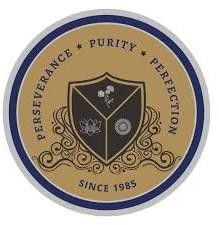 PERSEVERANCE ★ PURITY ★ PERFECTION
SINCE 1985